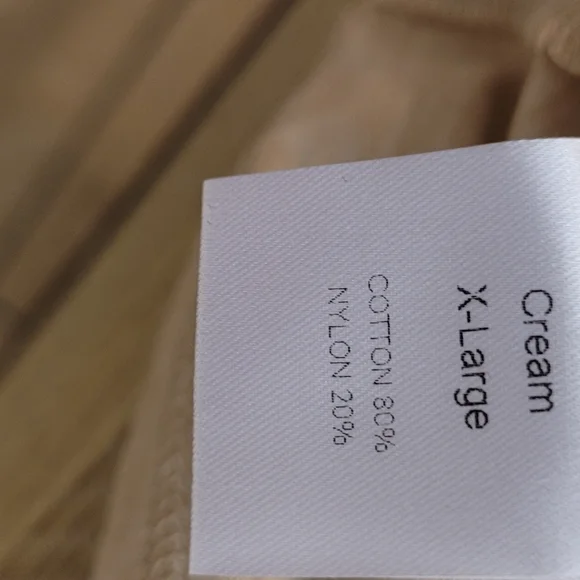 Cream
X-Large
COTTON 80%
NYLON 20%